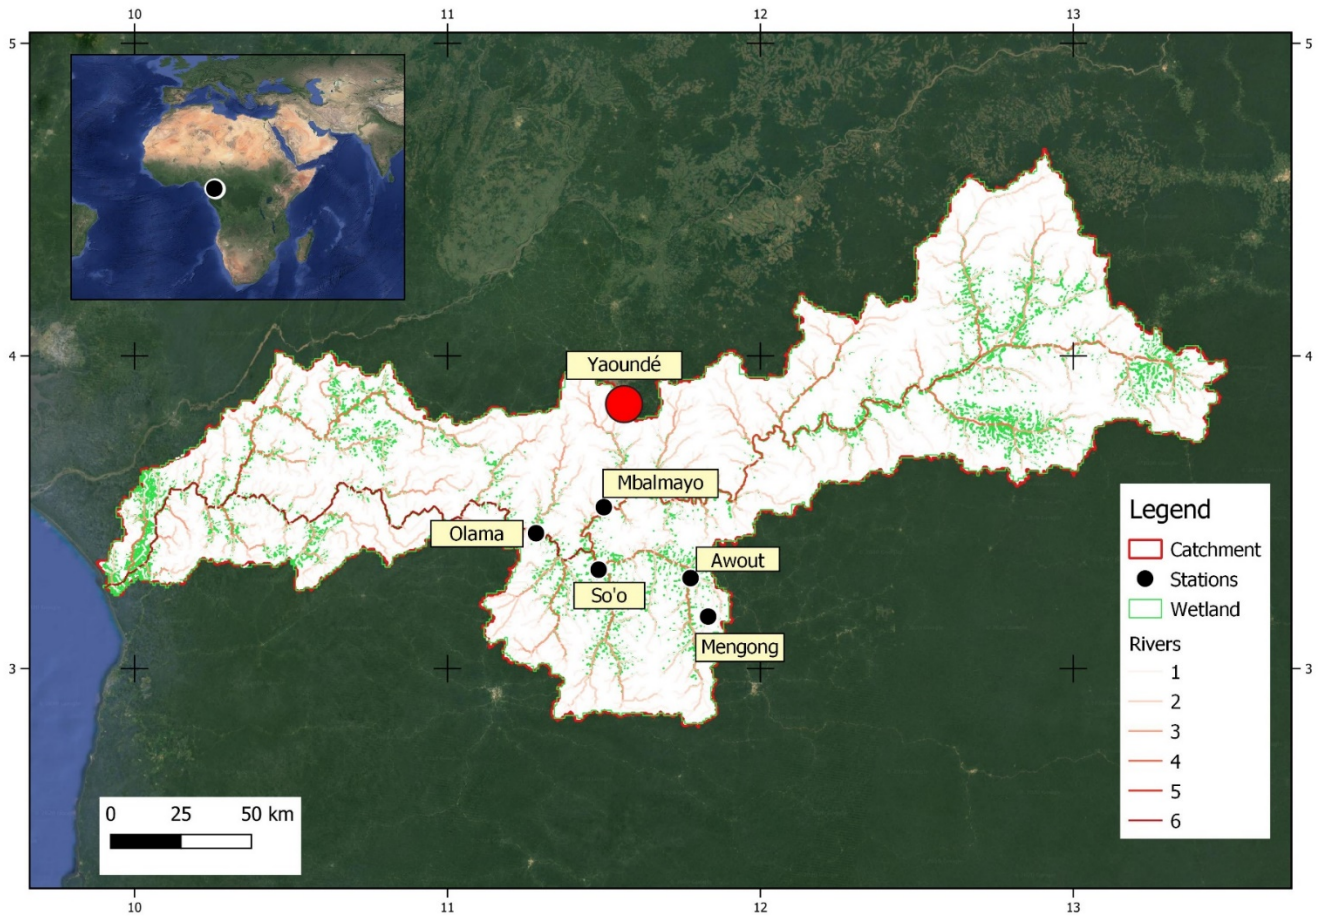 10 11 12 13
5 5
4
Yaoundé
Mbalmayo
Olama
Awout
So'o
Mengong
3 3
Legend
Catchment
Stations
Wetland
Rivers
1
2
3
4
5
6
0 25 50 km
10 11 12 13